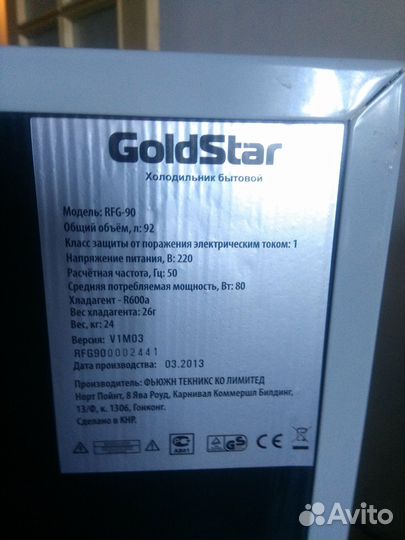 GoldStar
Холодильник бытовой
Модель: RFG-90
Общий объём, л: 92
Класс защиты от поражения электрическим током: 1
Напряжение питания, В: 220
Расчётная частота, Гц: 50
Средняя потребляемая мощность, Вт: 80
Хладагент - R600a
Вес хладагента: 26г
Вес, кг: 24
Версия: V1M03
RFG900002441
Дата производства: 03.2013
Производитель: ФЬЮЖН ТЕКНИКС КО ЛИМИТЕД
Норт Пойнт, 8 Ява Роуд, Карнивал Коммершл Билдинг,
13/Ф, к. 1306, Гонконг.
Сделано в КНР.
GS CE
Avito